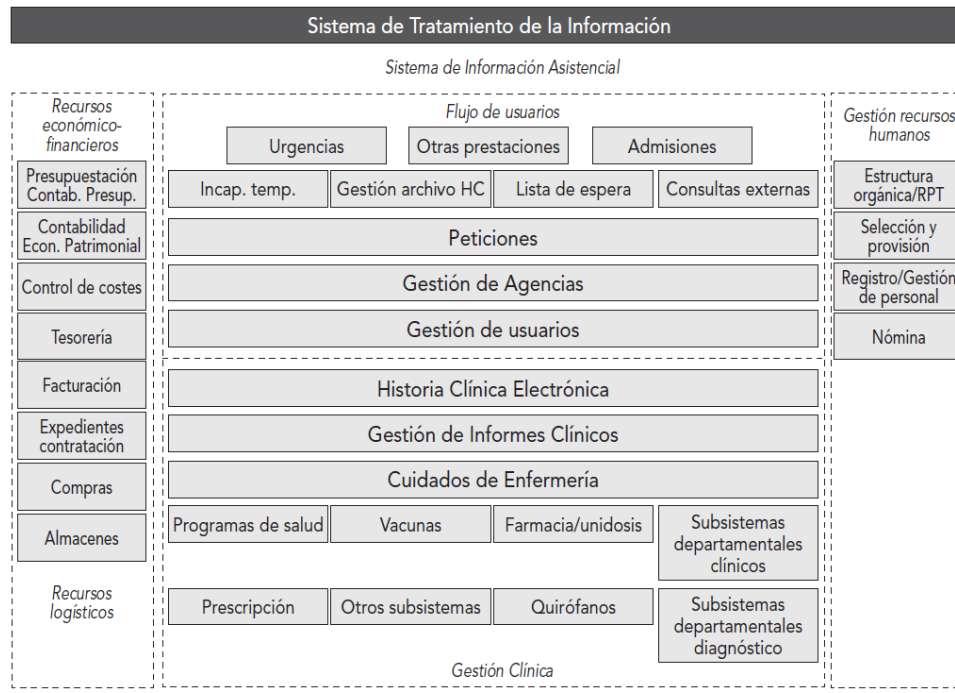 Sistema de Tratamiento de la Información
Sistema de Información Asistencial
Recursos
económico-
financieros
Presupuestación
Contab. Presup.
Contabilidad
Econ. Patrimonial
Control de costes
Tesorería
Facturación
Expedientes
contratación
Compras
Almacenes
Recursos
logísticos
Flujo de usuarios
Urgencias
Otras prestaciones
Admisiones
Incap. temp.
Gestión archivo HC
Lista de espera
Consultas externas
Peticiones
Gestión de Agencias
Gestión de usuarios
Historia Clínica Electrónica
Gestión de Informes Clínicos
Cuidados de Enfermería
Programas de salud
Vacunas
Farmacia/unidosis
Subsistemas
departamentales
clínicos
Prescripción
Otros subsistemas
Quirófanos
Subsistemas
departamentales
diagnóstico
Gestión Clínica
Gestión recursos
humanos
Estructura
orgánica/RPT
Selección y
provisión
Registro/Gestión
de personal
Nómina